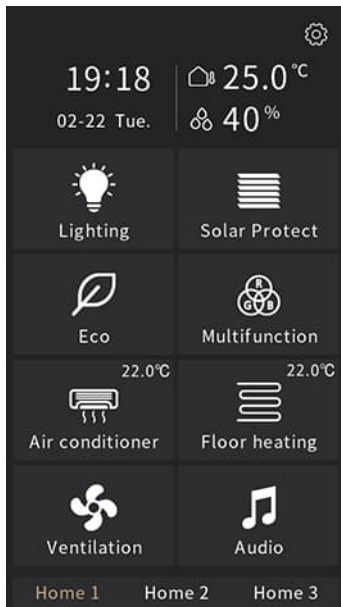 19:18
25.0℃
02-22 Tue.
40%
Lighting
Solar Protect
Eco
R
G B
Multifunction
22.0℃
Air conditioner
22.0℃
Floor heating
Ventilation
Audio
Home 1
Home 2
Home 3